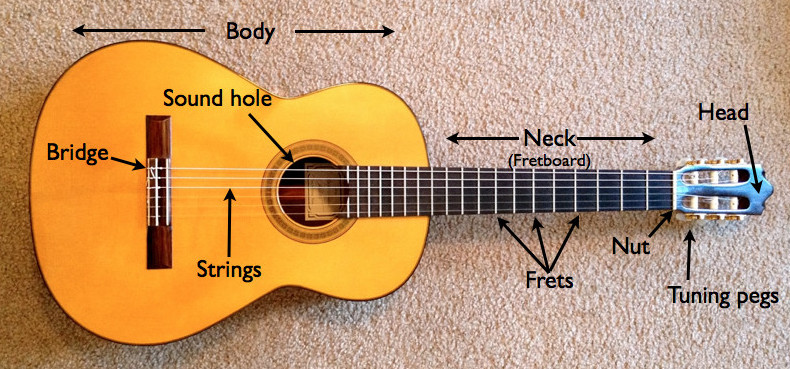 Body
Sound hole
Head
Neck
(Fretboard)
Bridge
Nut
Strings
Frets
Tuning pegs